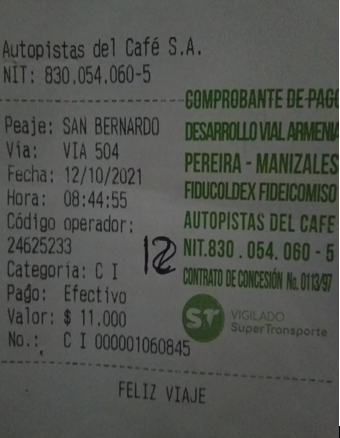 Autopistas del Café S.A.
NIT: 830.054.060-5
COMPROBANTE DE PAGO
DESARROLLO VIAL ARMENIA
PEREIRA - MANIZALES
FIDUCOLDEX FIDEICOMISO
AUTOPISTAS DEL CAFE
NIT.830 . 054. 060 - 5
CONTRATO DE CONCESIÓN No. 0113/97
ST VIGILADO
SuperTransporte
Peaje: SAN BERNARDO
Vía: VIA 504
Fecha: 12/10/2021
Hora: 08:44:55
Código operador:
24625233
12
Categoria: C I
Pago: Efectivo
Valor: $ 11.000
No.: C I 000001060845
FELIZ VIAJE